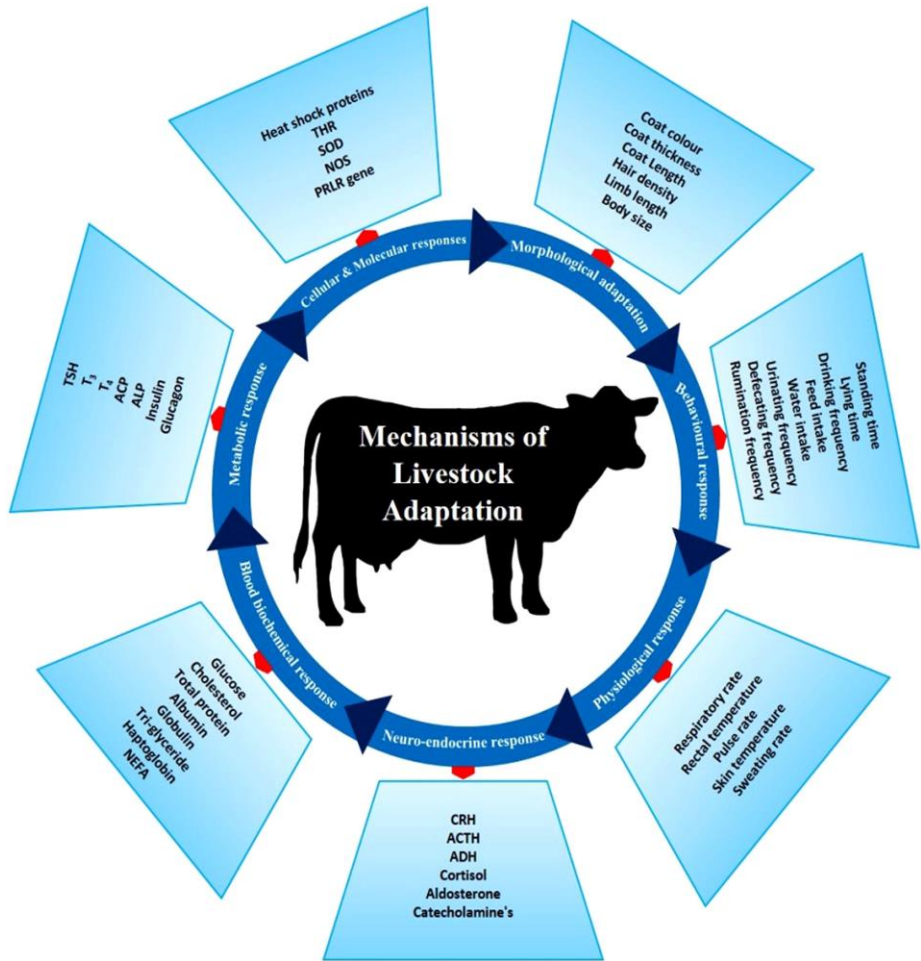 Mechanisms of
Livestock
Adaptation
Morphological adaptation
Coat colour
Coat thickness
Coat Length
Hair density
Limb length
Body size
Behavioural response
Standing time
Lying time
Drinking frequency
Feed intake
Water intake
Urinating frequency
Defecating frequency
Rumination frequency
Physiological response
Respiratory rate
Rectal temperature
Pulse rate
Skin temperature
Sweating rate
Neuro-endocrine response
CRH
ACTH
ADH
Cortisol
Aldosterone
Catecholamine's
Blood biochemical response
Glucose
Cholesterol
Total protein
Albumin
Globulin
Tri-glyceride
Haptoglobin
NEFA
Metabolic response
TSH
T₃
T₄
ACP
ALP
Insulin
Glucagon
Cellular & Molecular responses
Heat shock proteins
THR
SOD
NOS
PRLR gene